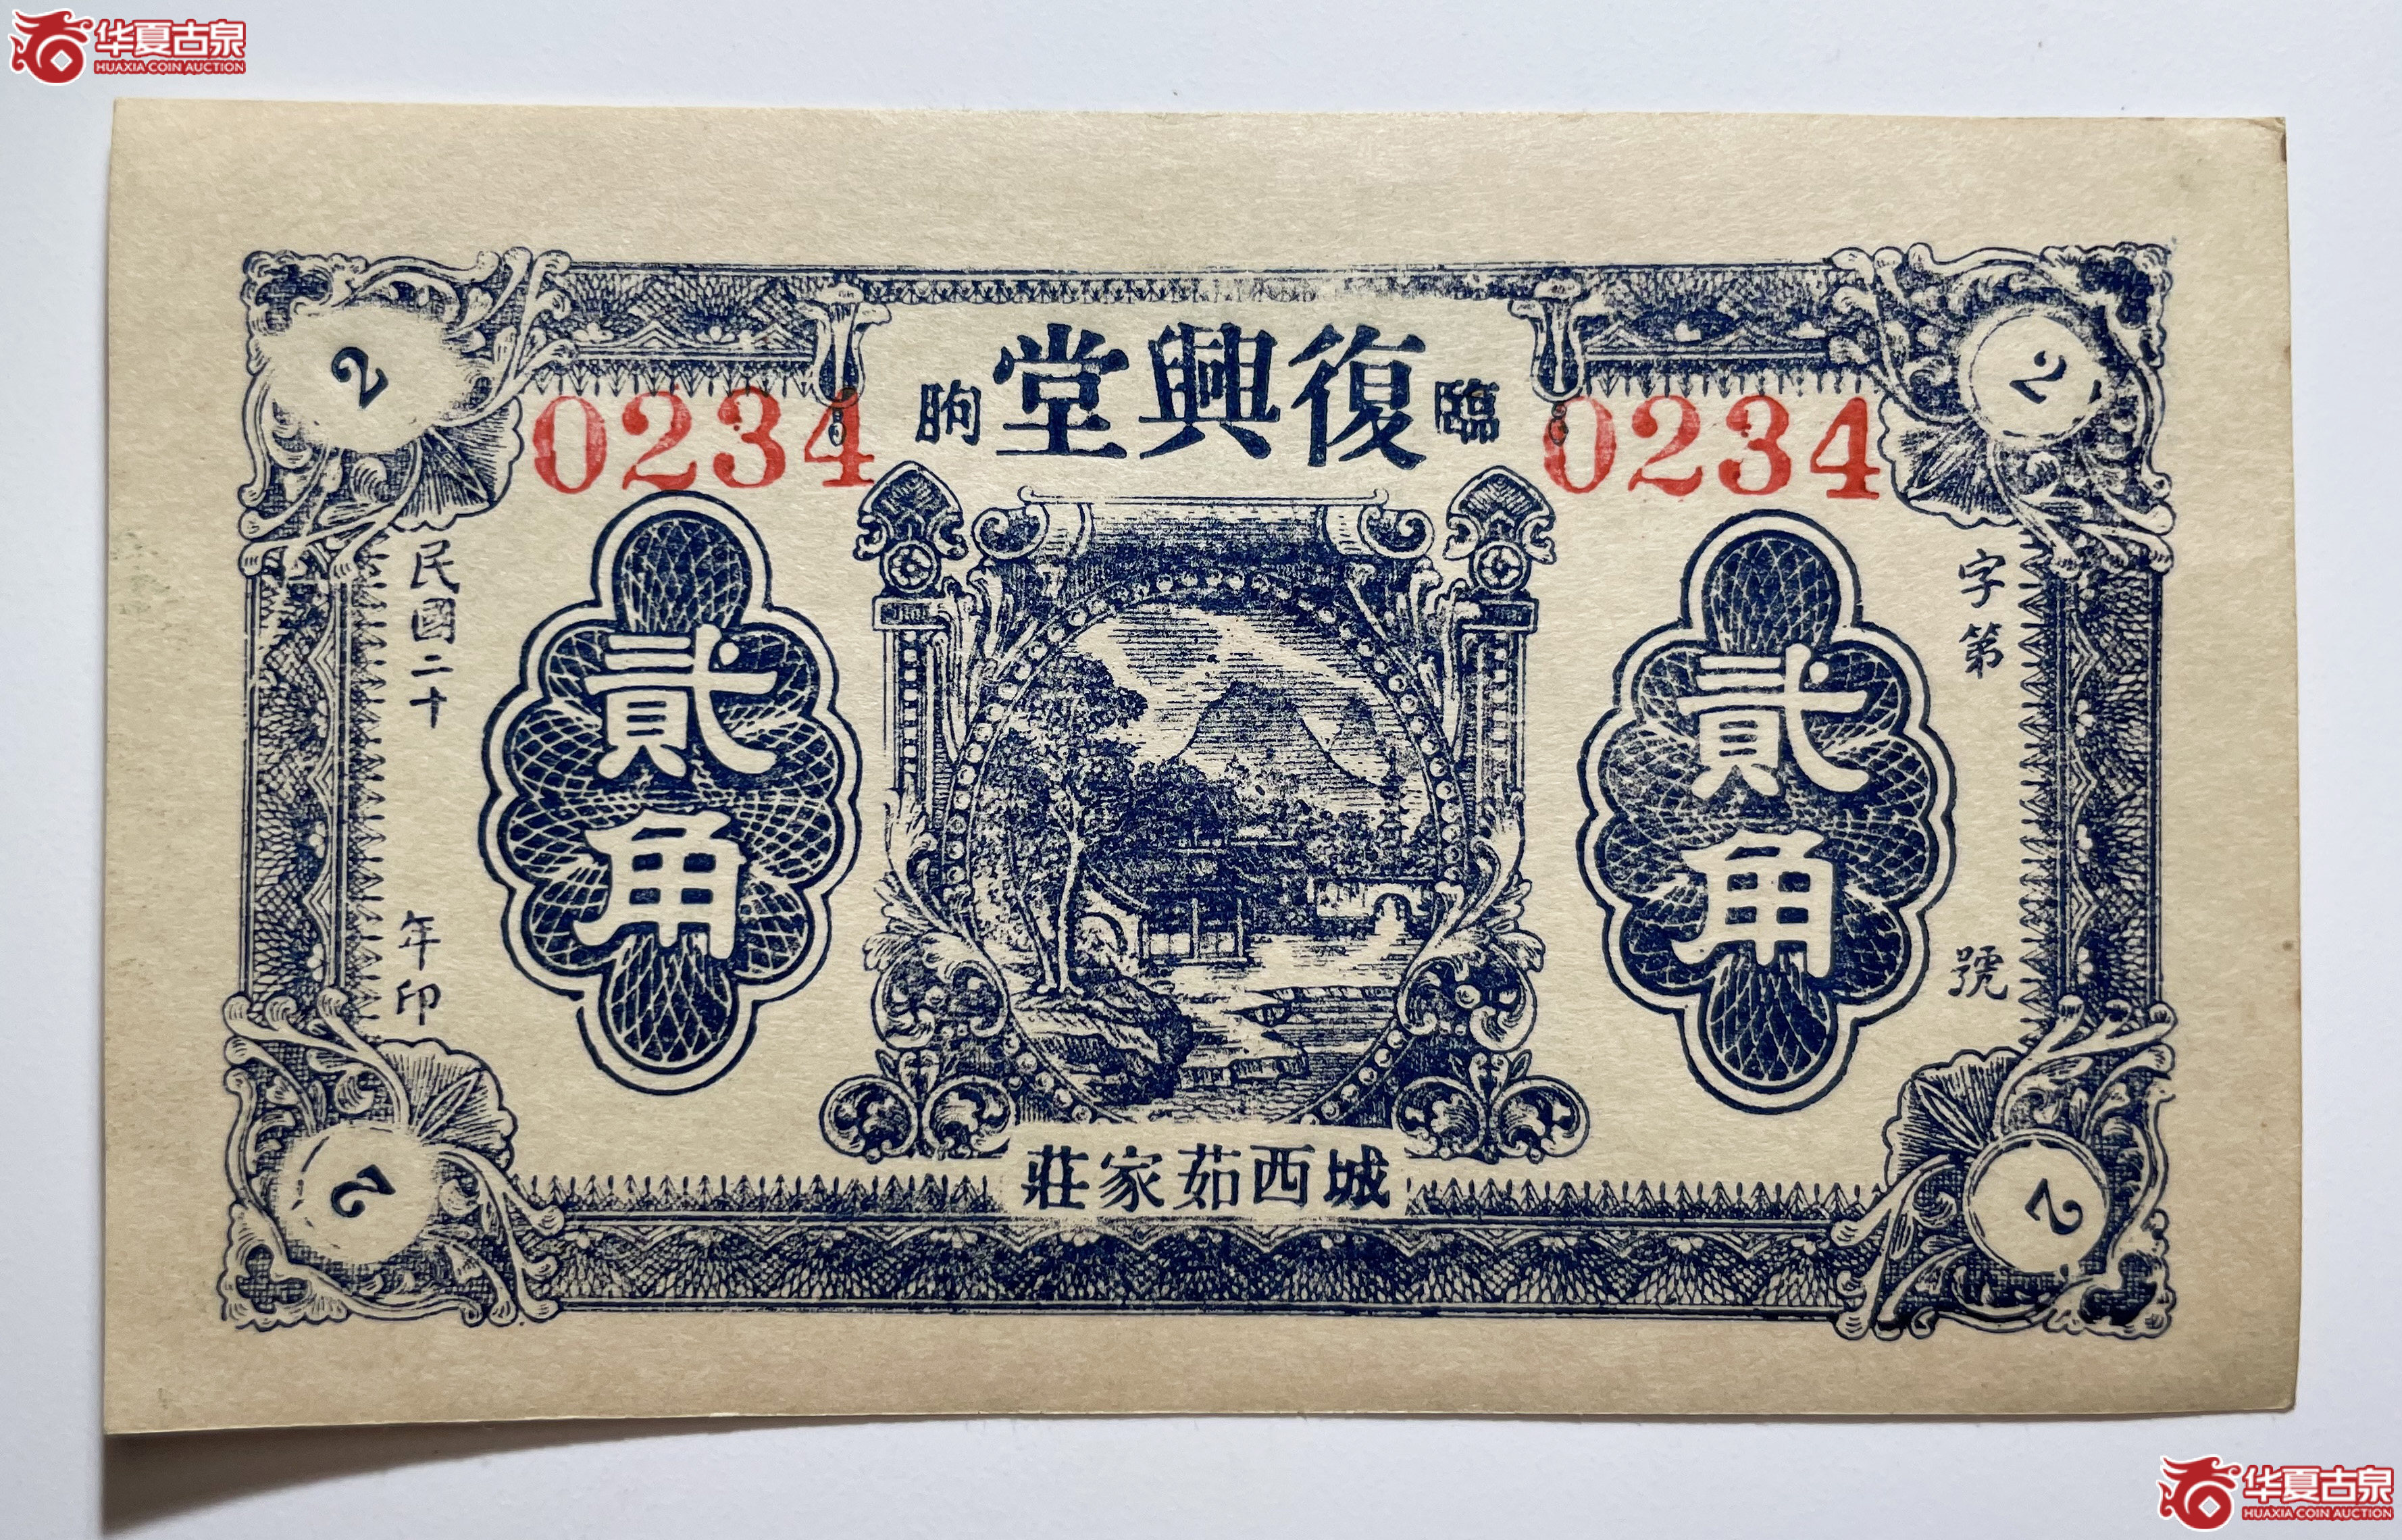 华夏古泉
HUAXIA COIN AUCTION
2
2
臨
復興堂
朐
0234
0234
字第
號
貳角
貳角
民國二十
年印
城西茹家莊
2
2
华夏古泉
HUAXIA COIN AUCTION